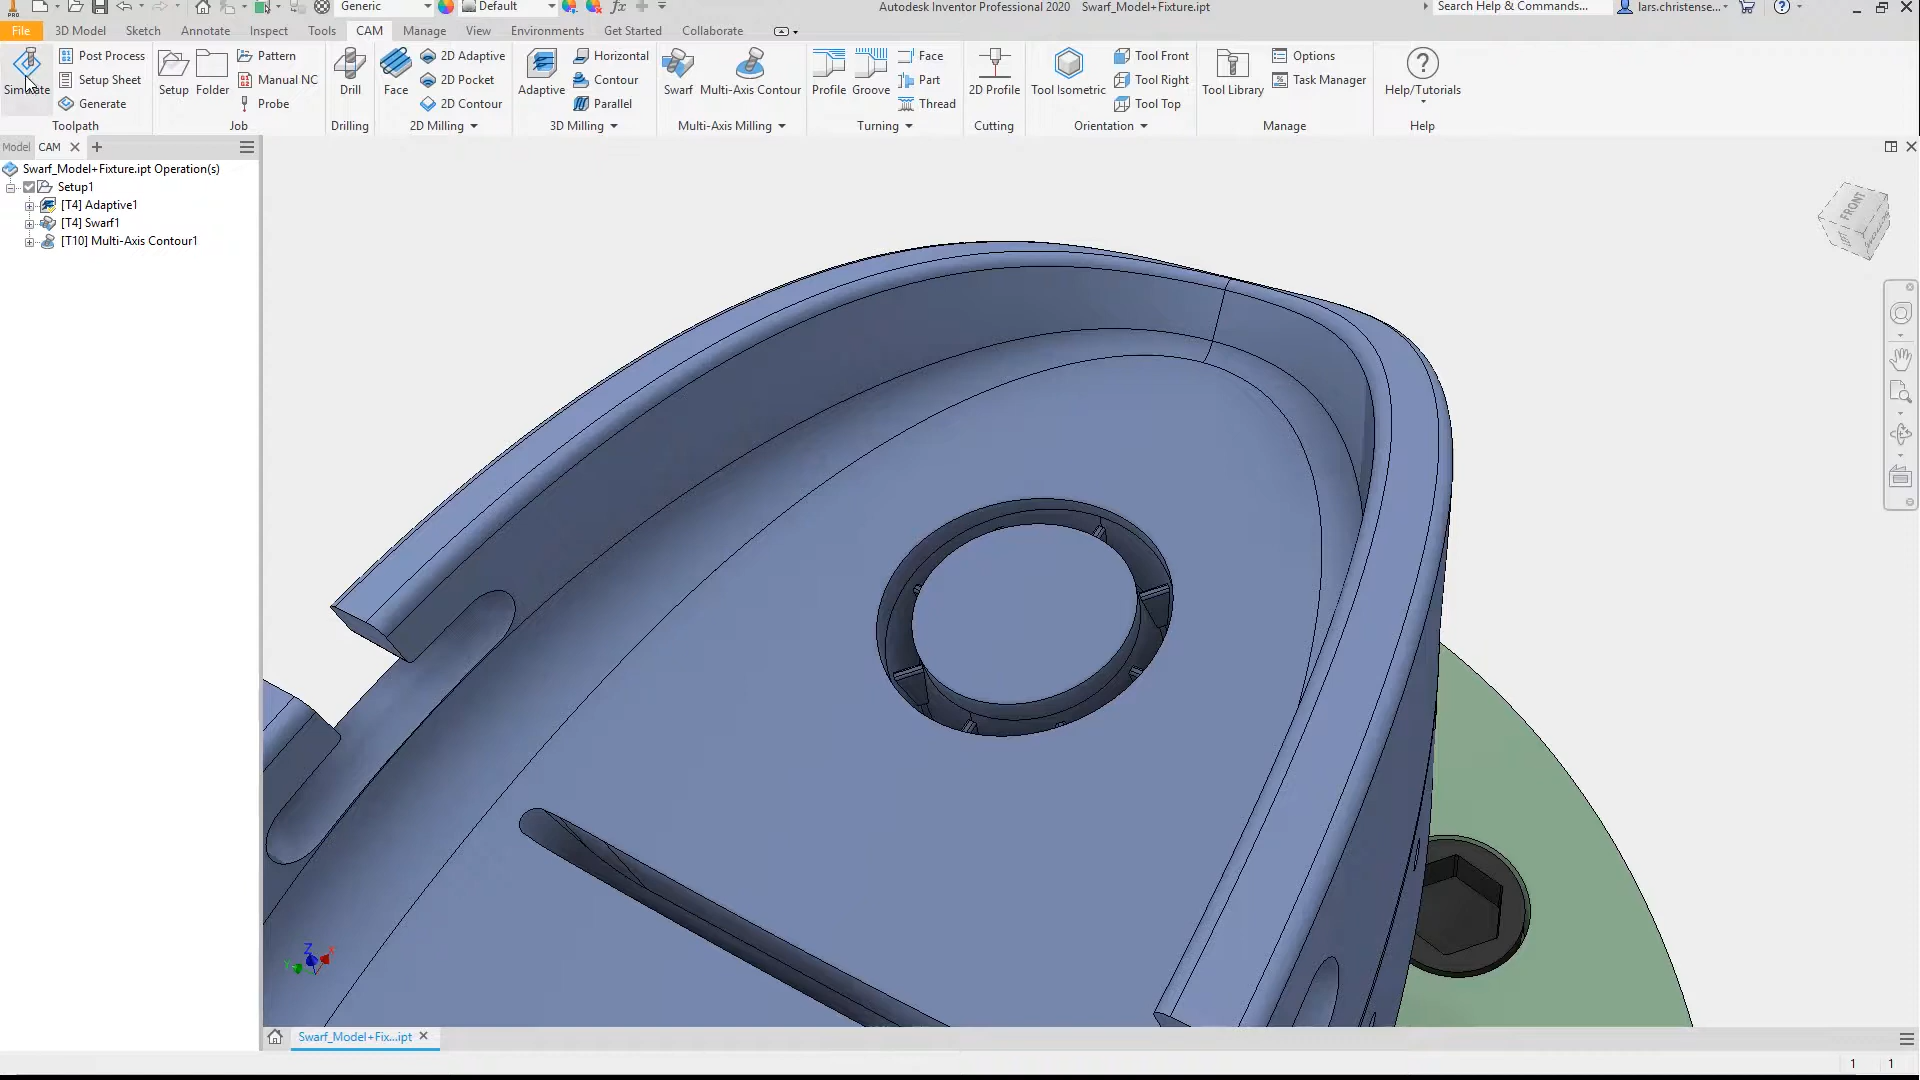 PRO
Generic
Default
fx
Autodesk Inventor Professional 2020 Swarf_Model+Fixture.ipt
Search Help & Commands...
lars.christense...
File 3D Model Sketch Annotate Inspect Tools CAM Manage View Environments Get Started Collaborate
Simulate
Post Process
Setup Sheet
Generate
Toolpath
Setup
Folder
Pattern
Manual NC
Probe
Job
Drill
Drilling
Face
2D Adaptive
2D Pocket
2D Contour
2D Milling
Adaptive
Horizontal
Contour
Parallel
3D Milling
Swarf
Multi-Axis Contour
Multi-Axis Milling
Profile
Groove
Face
Part
Thread
Turning
2D Profile
Cutting
Tool Isometric
Tool Front
Tool Right
Tool Top
Orientation
Tool Library
Options
Task Manager
Manage
Help/Tutorials
Help
Model CAM
Swarf_Model+Fixture.ipt Operation(s)
Setup1
[T4] Adaptive1
[T4] Swarf1
[T10] Multi-Axis Contour1
FRONT
Z
X
Y
Swarf_Model+Fix...ipt
1 1